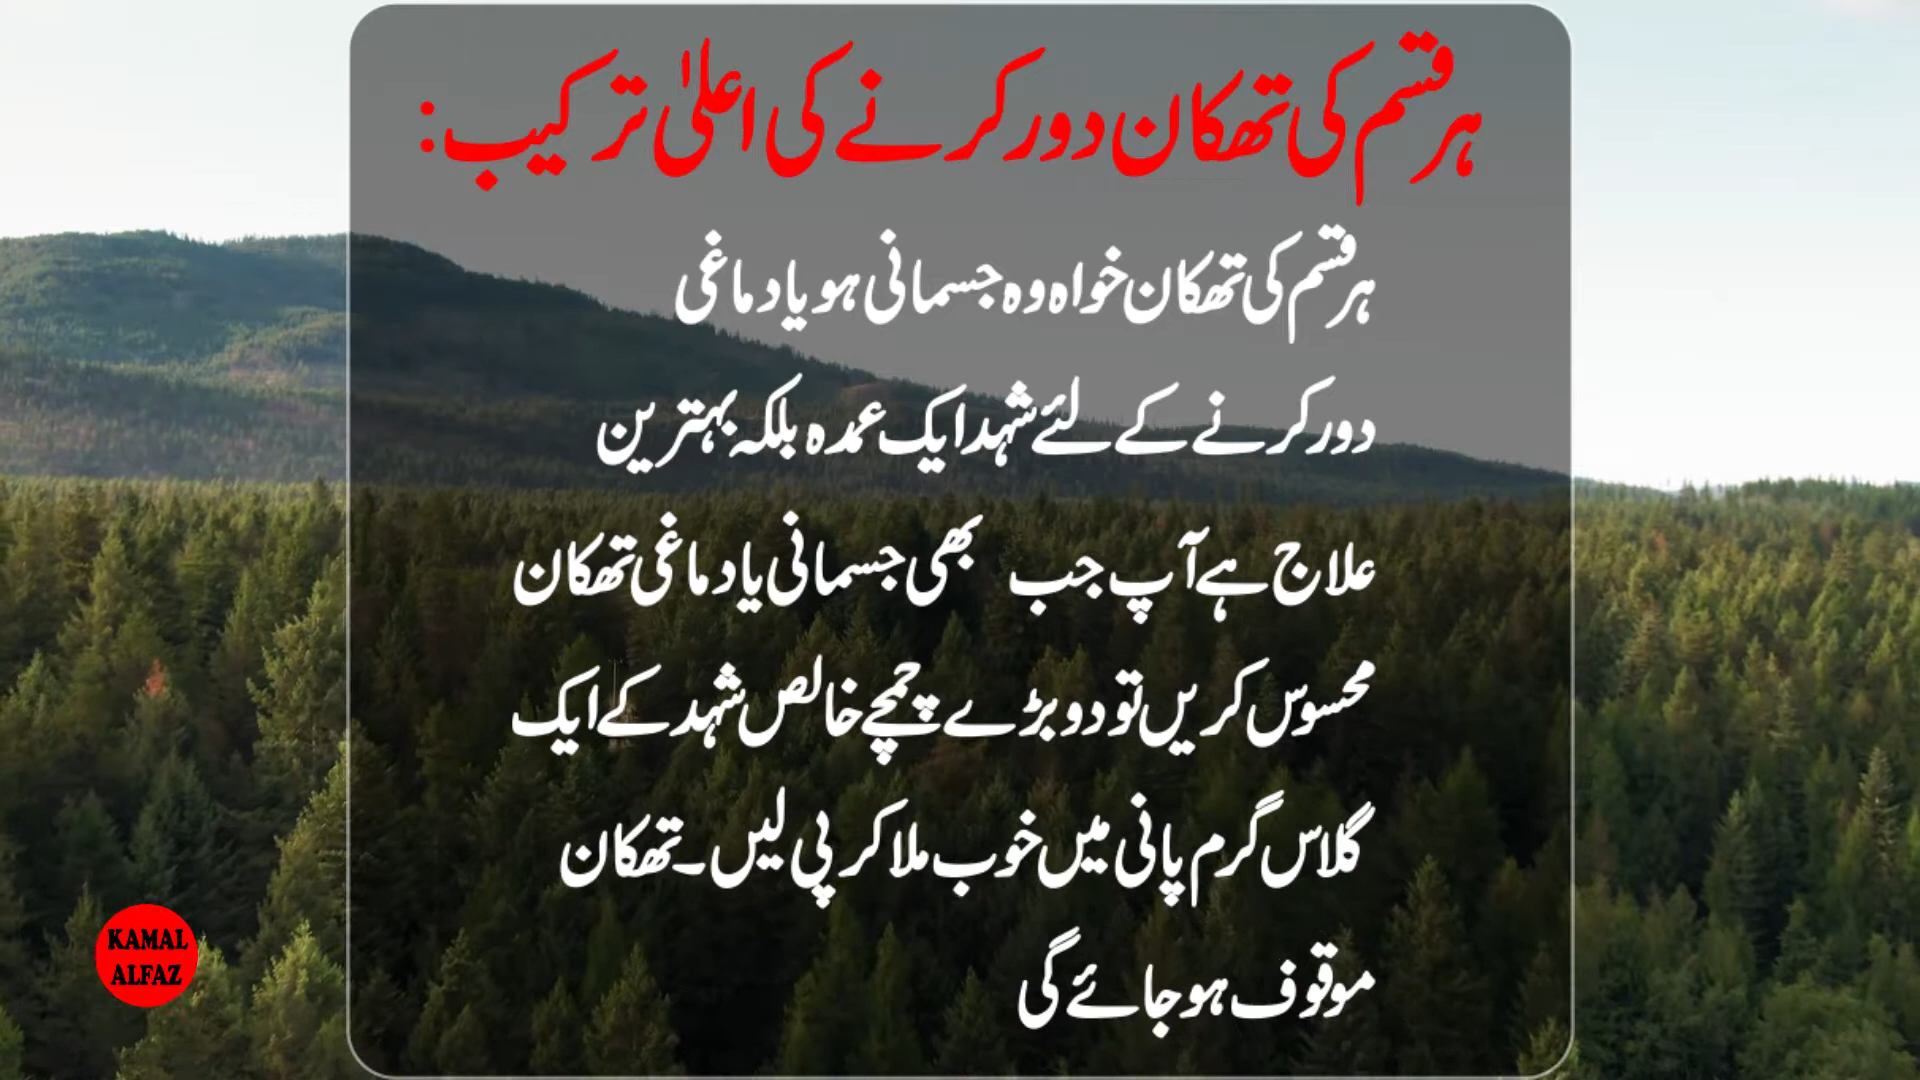 ہر قسم کی تھکان دور کرنے کی اعلیٰ ترکیب:
ہر قسم کی تھکان خواہ وہ جسمانی ہو یا دماغی
دور کرنے کے لئے شہد ایک عمدہ بلکہ بہترین
علاج ہے آپ جب بھی جسمانی یا دماغی تھکان
محسوس کریں تو دو بڑے چمچے خالص شہد کے ایک
گلاس گرم پانی میں خوب ملا کر پی لیں۔ تھکان
موقوف ہو جائے گی
KAMAL
ALFAZ